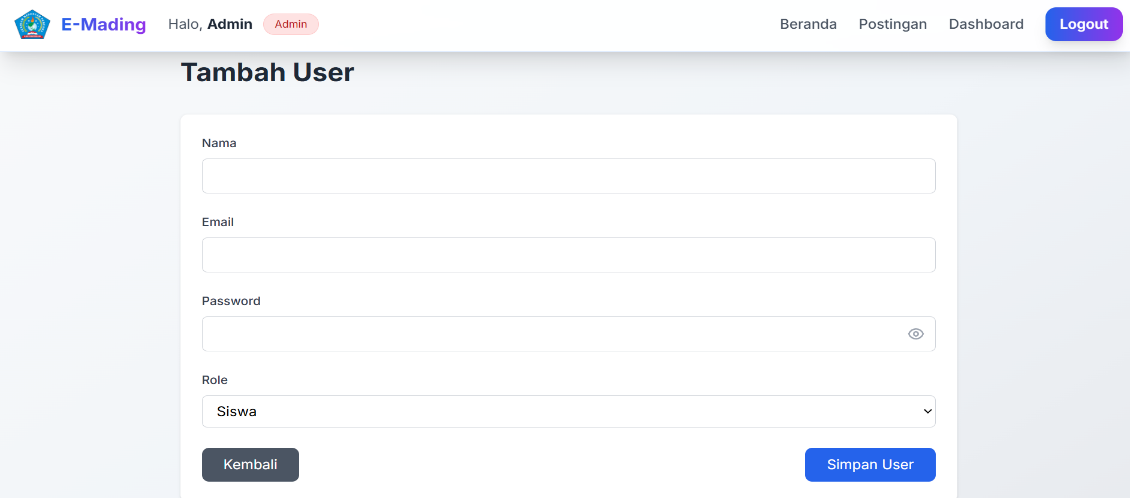 E-Mading Halo, Admin Admin Beranda Postingan Dashboard Logout
Tambah User
Nama
Email
Password
Role
Siswa
Kembali Simpan User